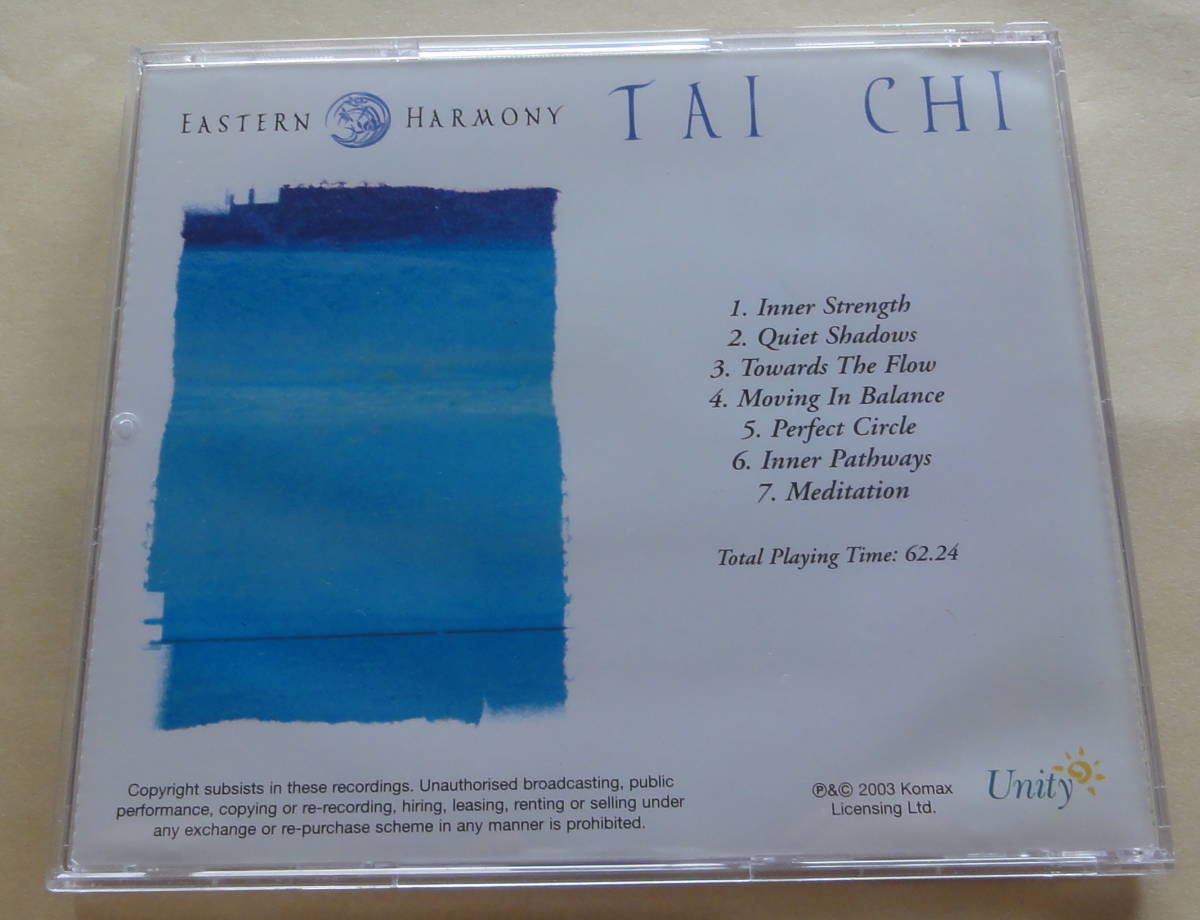 EASTERN HARMONY TAI CHI
1. Inner Strength
2. Quiet Shadows
3. Towards The Flow
4. Moving In Balance
5. Perfect Circle
6. Inner Pathways
7. Meditation
Total Playing Time: 62.24
Copyright subsists in these recordings. Unauthorised broadcasting, public
performance, copying or re-recording, hiring, leasing, renting or selling under
any exchange or re-purchase scheme in any manner is prohibited.
℗&© 2003 Komax
Licensing Ltd.
Unity